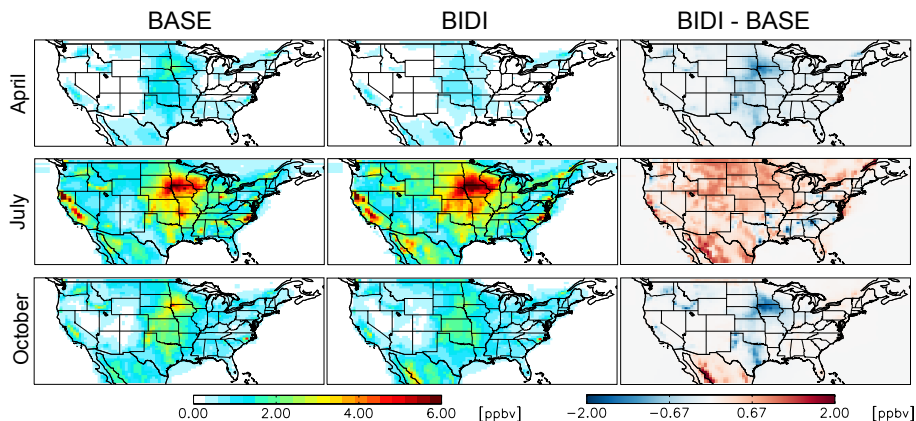 BASE BIDI BIDI - BASE
April
July
October
0.00 2.00 4.00 6.00 [ppbv] -2.00 -0.67 0.67 2.00 [ppbv]